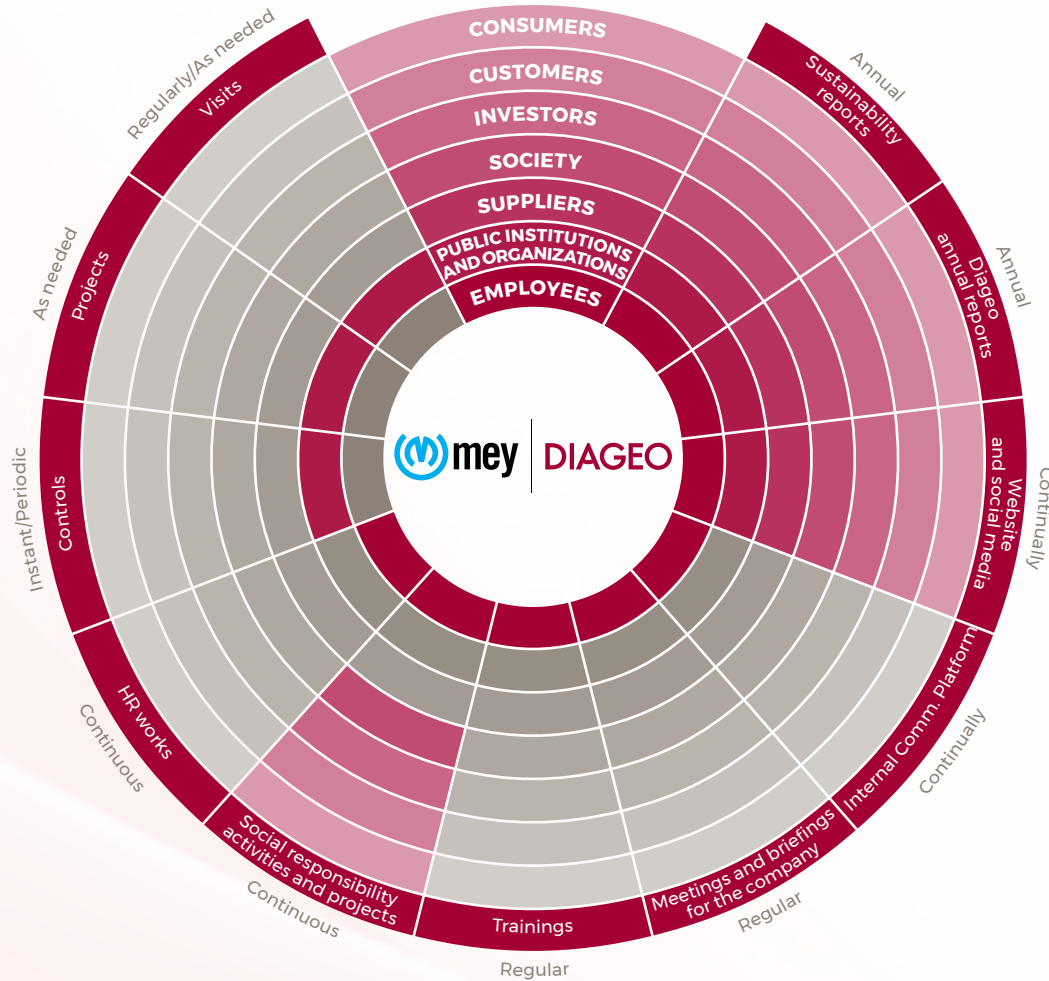 CONSUMERS
CUSTOMERS
INVESTORS
SOCIETY
SUPPLIERS
PUBLIC INSTITUTIONS
AND ORGANIZATIONS
EMPLOYEES
mey | DIAGEO
Sustainability
reports
Annual
Diageo
annual reports
Annual
Website
and social media
Continually
Internal Comm. Platform
Continually
Meetings and briefings
for the company
Regular
Trainings
Regular
Social responsibility
activities and projects
Continuous
HR works
Continuous
Controls
Instant/Periodic
Projects
As needed
Visits
Regularly/As needed